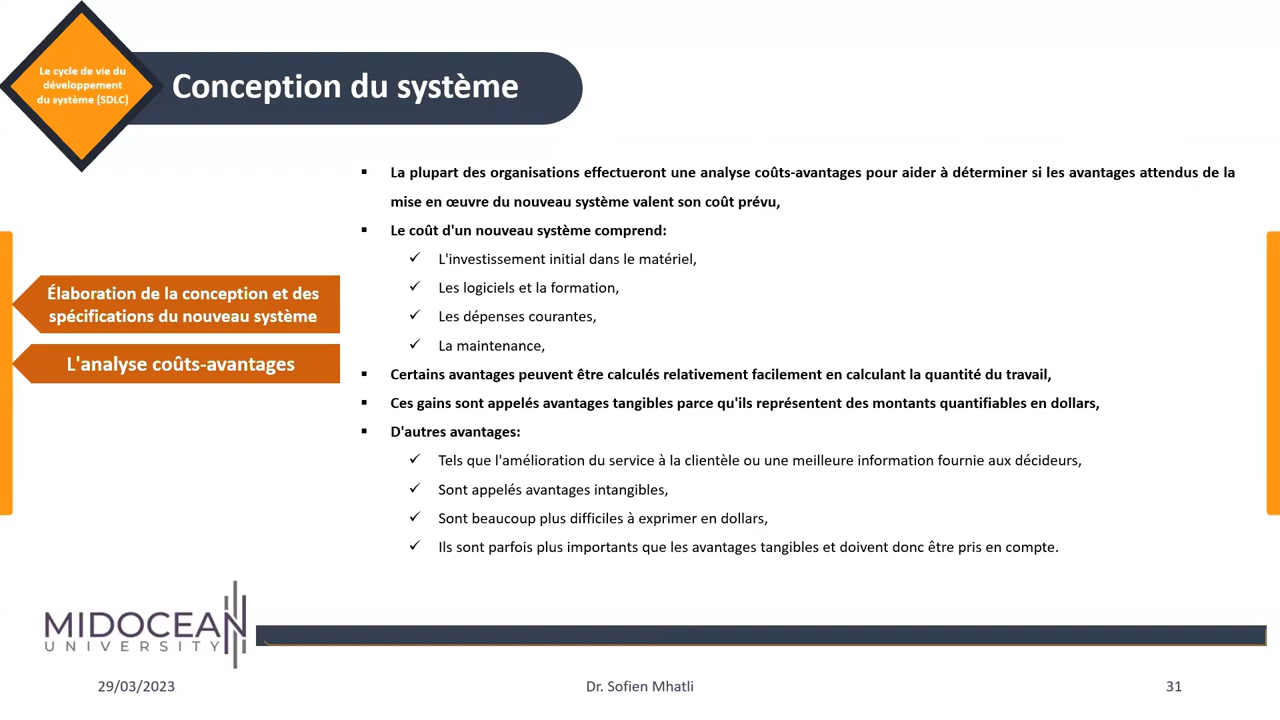 Le cycle de vie du
développement
du système (SDLC)
Conception du système
▪ La plupart des organisations effectueront une analyse coûts-avantages pour aider à déterminer si les avantages attendus de la
mise en œuvre du nouveau système valent son coût prévu,
▪ Le coût d'un nouveau système comprend:
✓ L'investissement initial dans le matériel,
✓ Les logiciels et la formation,
✓ Les dépenses courantes,
✓ La maintenance,
▪ Certains avantages peuvent être calculés relativement facilement en calculant la quantité du travail,
▪ Ces gains sont appelés avantages tangibles parce qu'ils représentent des montants quantifiables en dollars,
▪ D'autres avantages:
✓ Tels que l'amélioration du service à la clientèle ou une meilleure information fournie aux décideurs,
✓ Sont appelés avantages intangibles,
✓ Sont beaucoup plus difficiles à exprimer en dollars,
✓ Ils sont parfois plus importants que les avantages tangibles et doivent donc être pris en compte.
Élaboration de la conception et des
spécifications du nouveau système
L'analyse coûts-avantages
MIDOCEAN
UNIVERSITY
29/03/2023
Dr. Sofien Mhatli
31